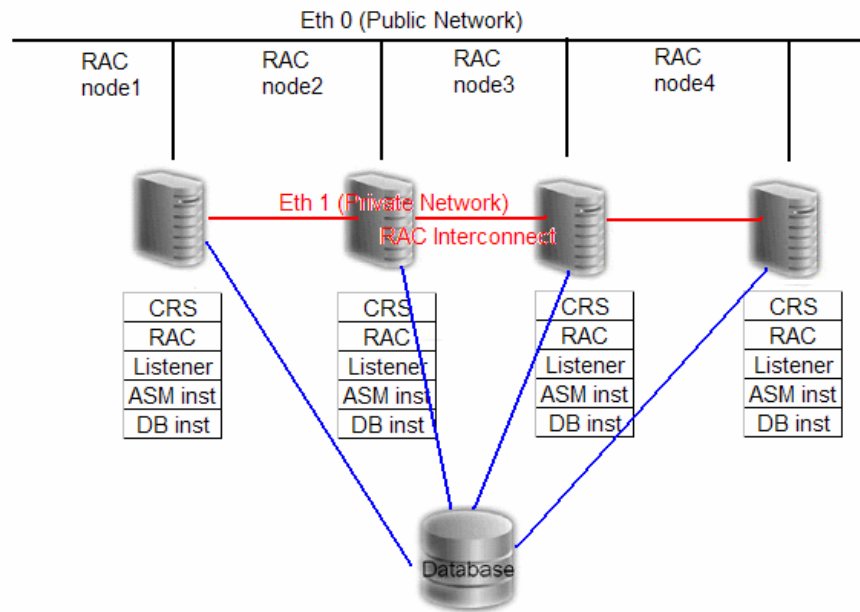 Eth 0 (Public Network)
RAC
node1
RAC
node2
RAC
node3
RAC
node4
Eth 1 (Private Network)
RAC Interconnect
CRS
RAC
Listener
ASM inst
DB inst
CRS
RAC
Listener
ASM inst
DB inst
CRS
RAC
Listener
ASM inst
DB inst
CRS
RAC
Listener
ASM inst
DB inst
Database